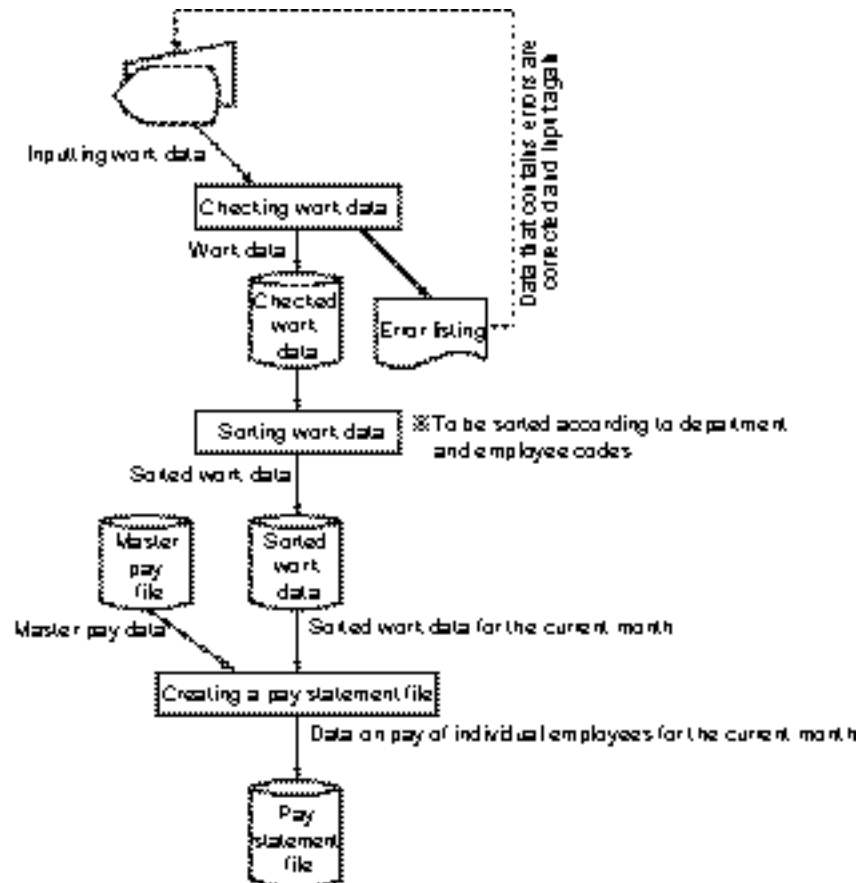 Data that contains errors are
corrected and input again
Inputting work data
Checking work data
Work data
Checked
work
data
Error listing
Sorting work data
※To be sorted according to department
and employee codes
Sorted work data
Master
pay
file
Sorted
work
data
Master pay data
Sorted work data for the current month
Creating a pay statement file
Data on pay of individual employees for the current month
Pay
statement
file